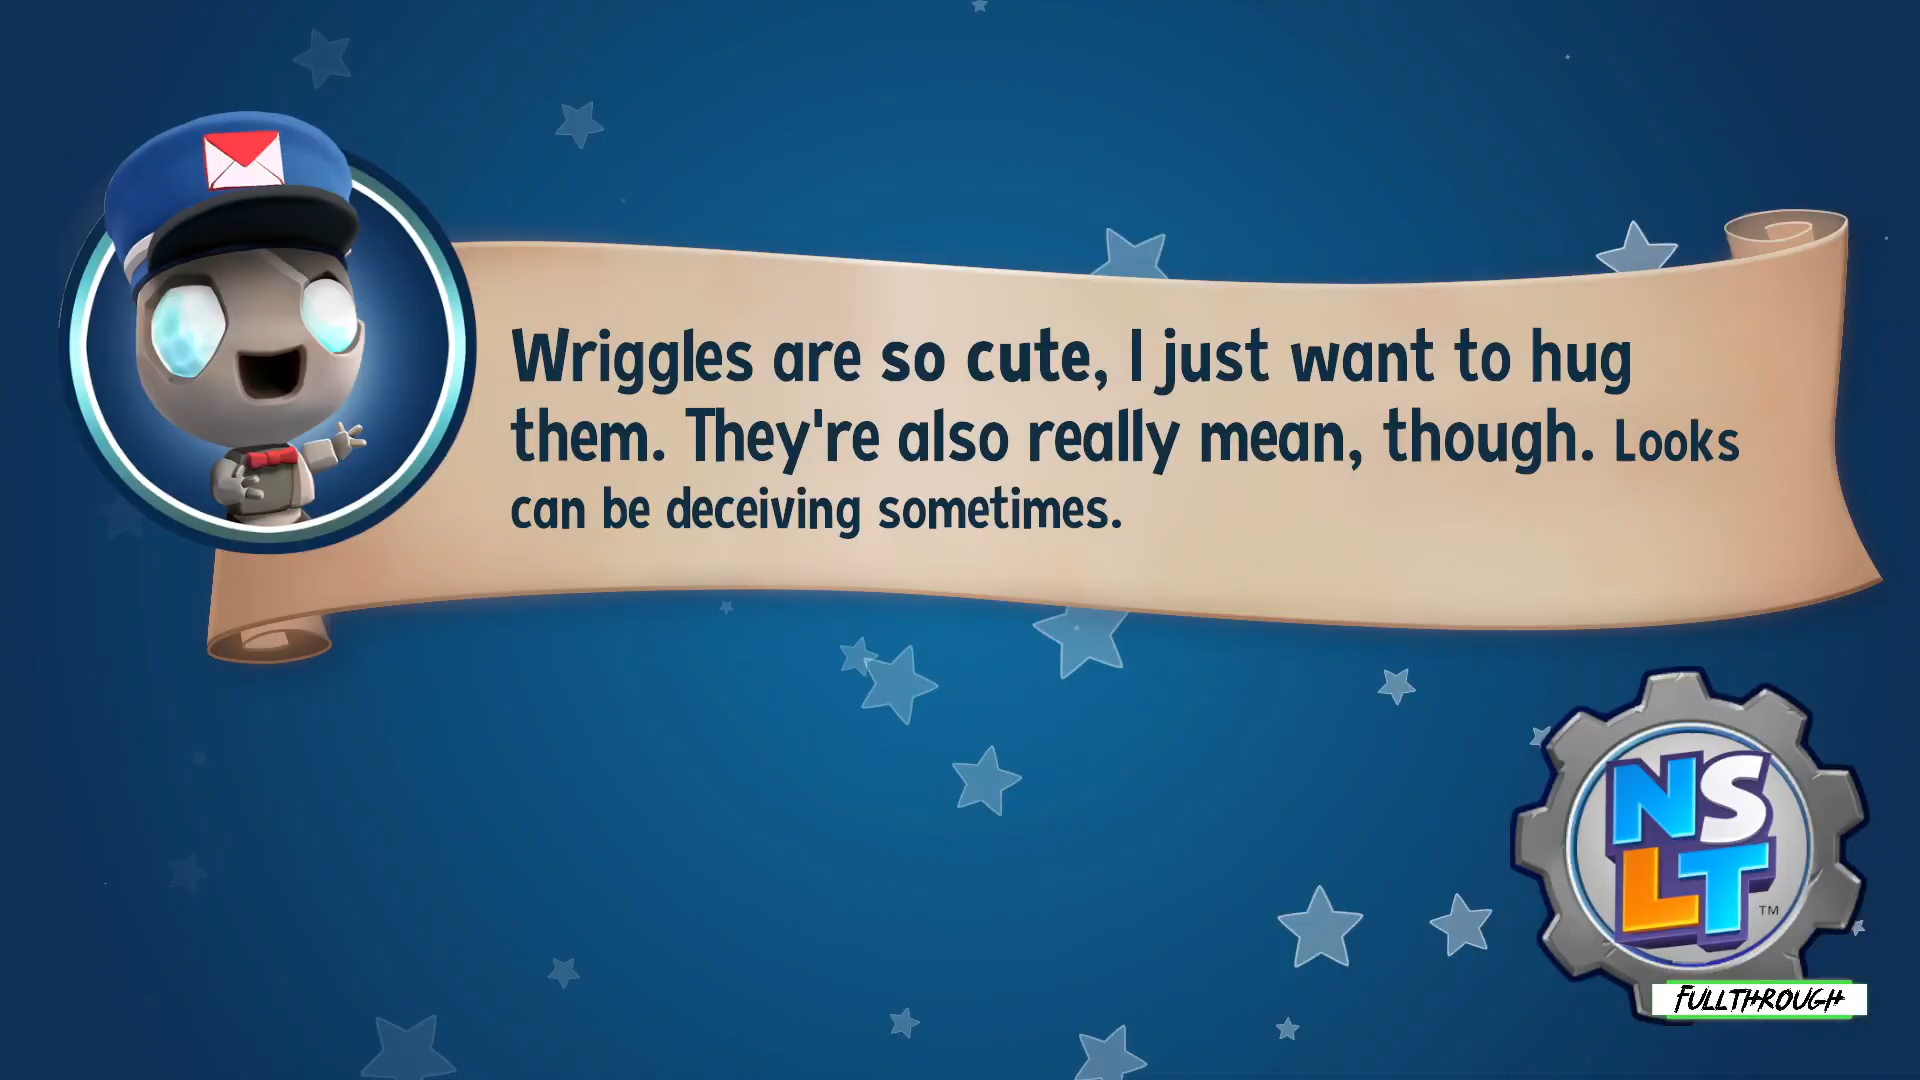 Wriggles are so cute, I just want to hug
them. They're also really mean, though. Looks
can be deceiving sometimes.
NS
LT
TM
FULLTHROUGH